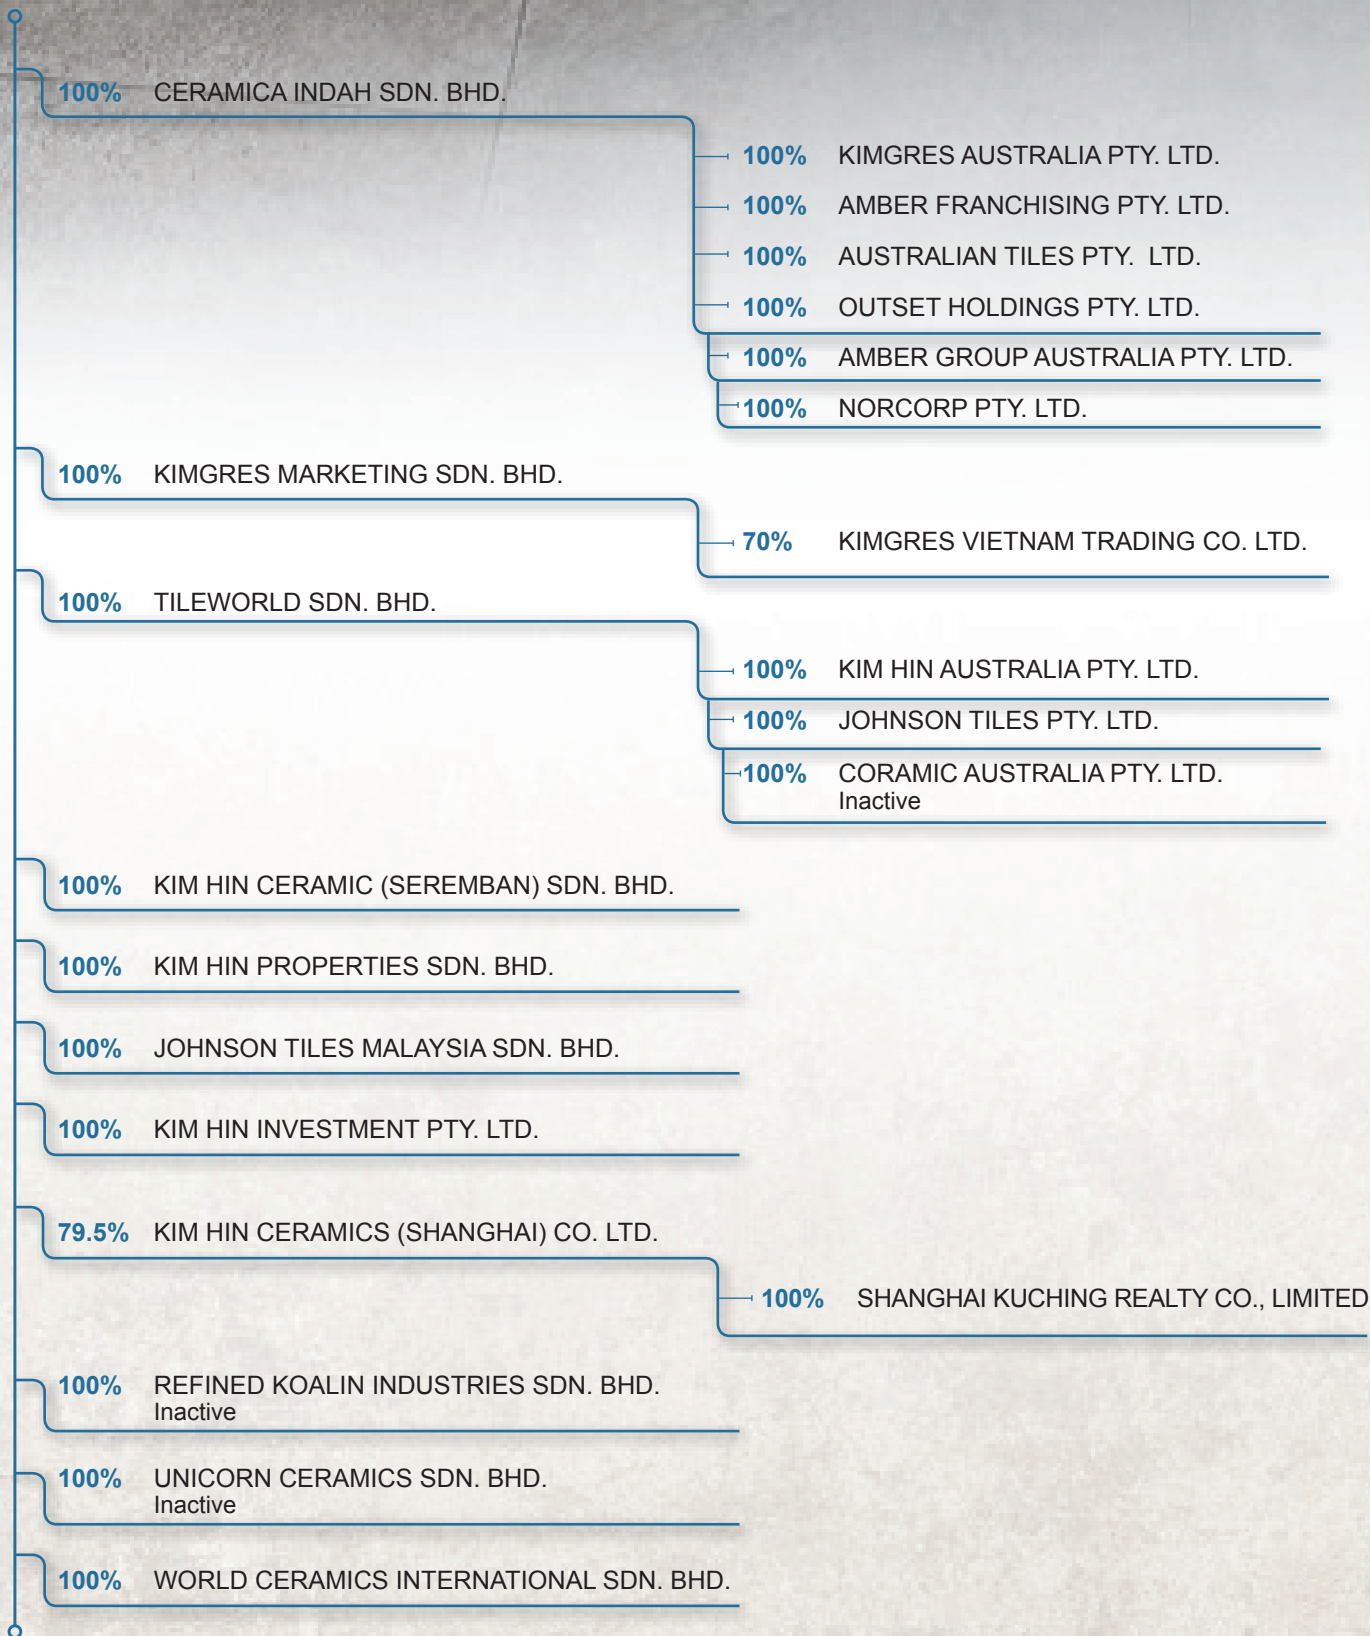 100% CERAMICA INDAH SDN. BHD.
100% KIMGRES AUSTRALIA PTY. LTD.
100% AMBER FRANCHISING PTY. LTD.
100% AUSTRALIAN TILES PTY. LTD.
100% OUTSET HOLDINGS PTY. LTD.
100% AMBER GROUP AUSTRALIA PTY. LTD.
100% NORCORP PTY. LTD.
100% KIMGRES MARKETING SDN. BHD.
70% KIMGRES VIETNAM TRADING CO. LTD.
100% TILEWORLD SDN. BHD.
100% KIM HIN AUSTRALIA PTY. LTD.
100% JOHNSON TILES PTY. LTD.
100% CORAMIC AUSTRALIA PTY. LTD.
Inactive
100% KIM HIN CERAMIC (SEREMBAN) SDN. BHD.
100% KIM HIN PROPERTIES SDN. BHD.
100% JOHNSON TILES MALAYSIA SDN. BHD.
100% KIM HIN INVESTMENT PTY. LTD.
79.5% KIM HIN CERAMICS (SHANGHAI) CO. LTD.
100% SHANGHAI KUCHING REALTY CO., LIMITED
100% REFINED KOALIN INDUSTRIES SDN. BHD.
Inactive
100% UNICORN CERAMICS SDN. BHD.
Inactive
100% WORLD CERAMICS INTERNATIONAL SDN. BHD.